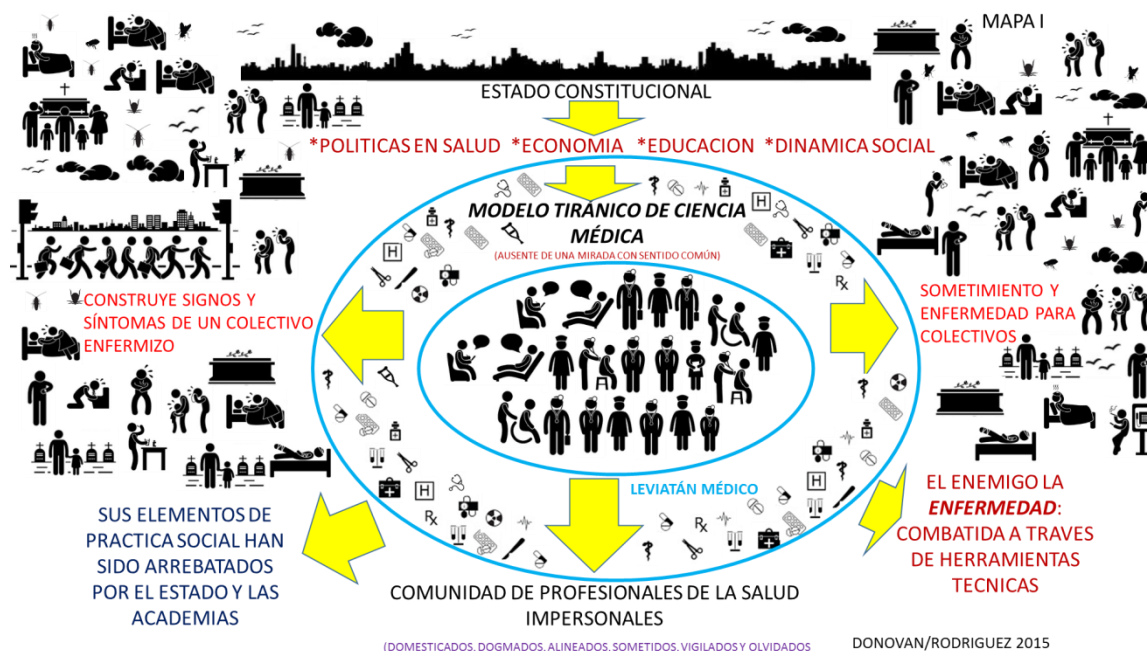 MAPA I
ESTADO CONSTITUCIONAL
*POLITICAS EN SALUD *ECONOMIA *EDUCACION *DINAMICA SOCIAL
MODELO TIRÁNICO DE CIENCIA
MÉDICA
(AUSENTE DE UNA MIRADA CON SENTIDO COMÚN)
CONSTRUYE SIGNOS Y
SÍNTOMAS DE UN COLECTIVO
ENFERMIZO
SOMETIMIENTO Y
ENFERMEDAD PARA
COLECTIVOS
LEVIATÁN MÉDICO
SUS ELEMENTOS DE
PRACTICA SOCIAL HAN
SIDO ARREBATADOS
POR EL ESTADO Y LAS
ACADEMIAS
EL ENEMIGO LA
ENFERMEDAD:
COMBATIDA A TRAVES
DE HERRAMIENTAS
TECNICAS
COMUNIDAD DE PROFESIONALES DE LA SALUD
IMPERSONALES
(DOMESTICADOS, DOGMADOS, ALINEADOS, SOMETIDOS, VIGILADOS Y OLVIDADOS
DONOVAN/RODRIGUEZ 2015